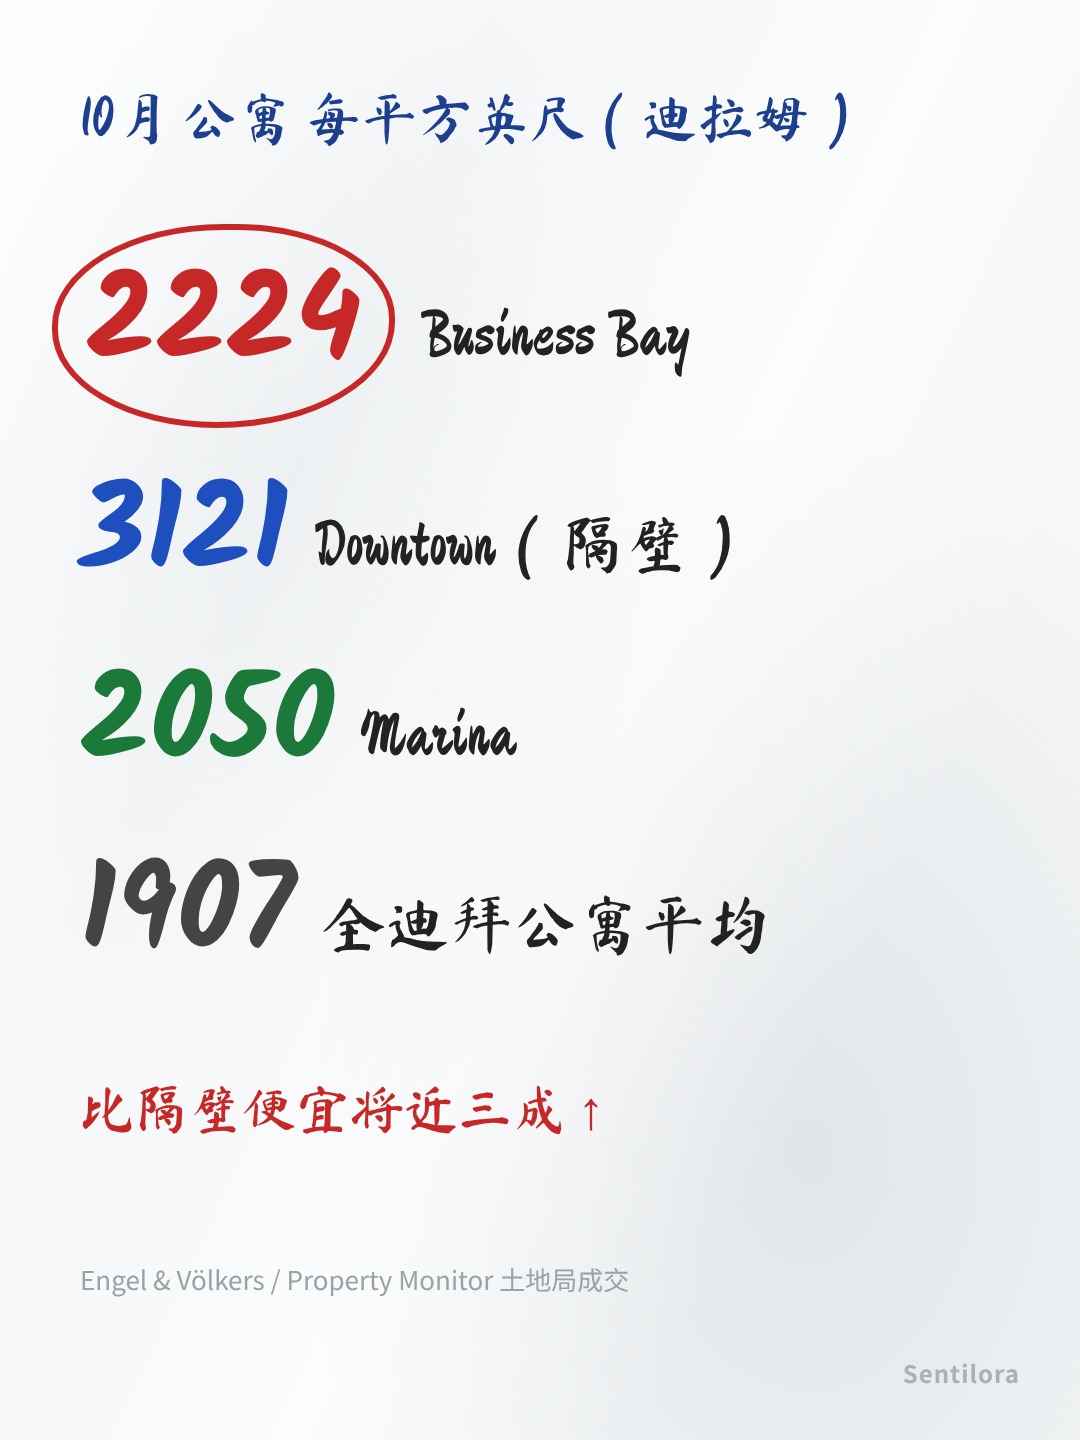 10月 公寓 每平方英尺（迪拉姆）
2224 Business Bay
3121 Downtown（隔壁）
2050 Marina
1907 全迪拜公寓平均
比隔壁便宜将近三成 ↑
Engel & Völkers / Property Monitor 土地局成交
Sentilora